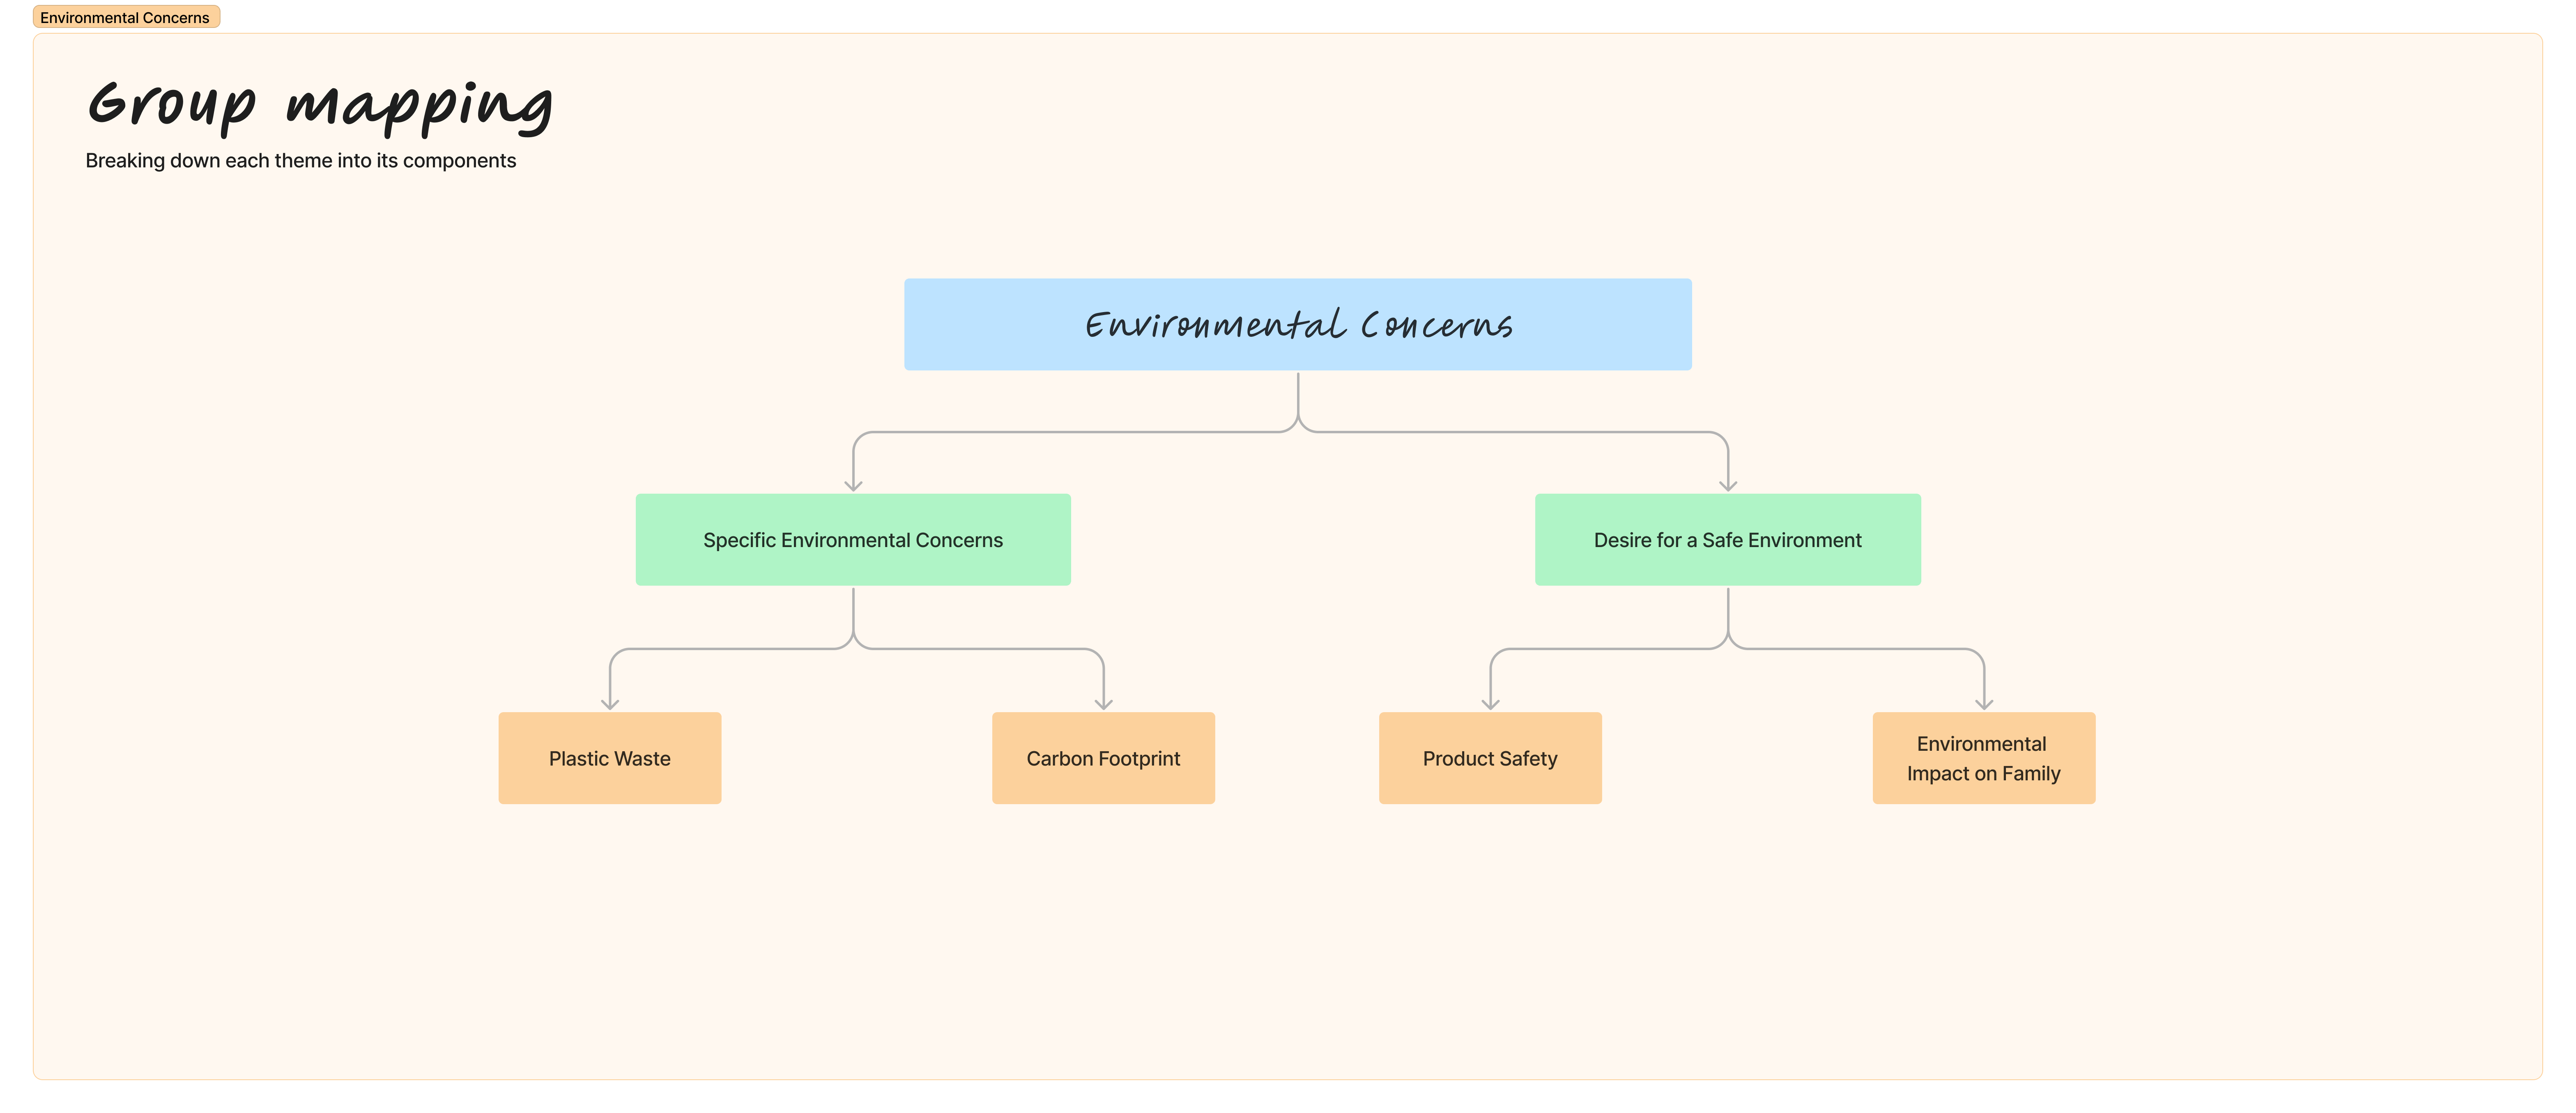 Environmental Concerns
Group mapping
Breaking down each theme into its components
Environmental Concerns
Specific Environmental Concerns
Desire for a Safe Environment
Plastic Waste
Carbon Footprint
Product Safety
Environmental
Impact on Family